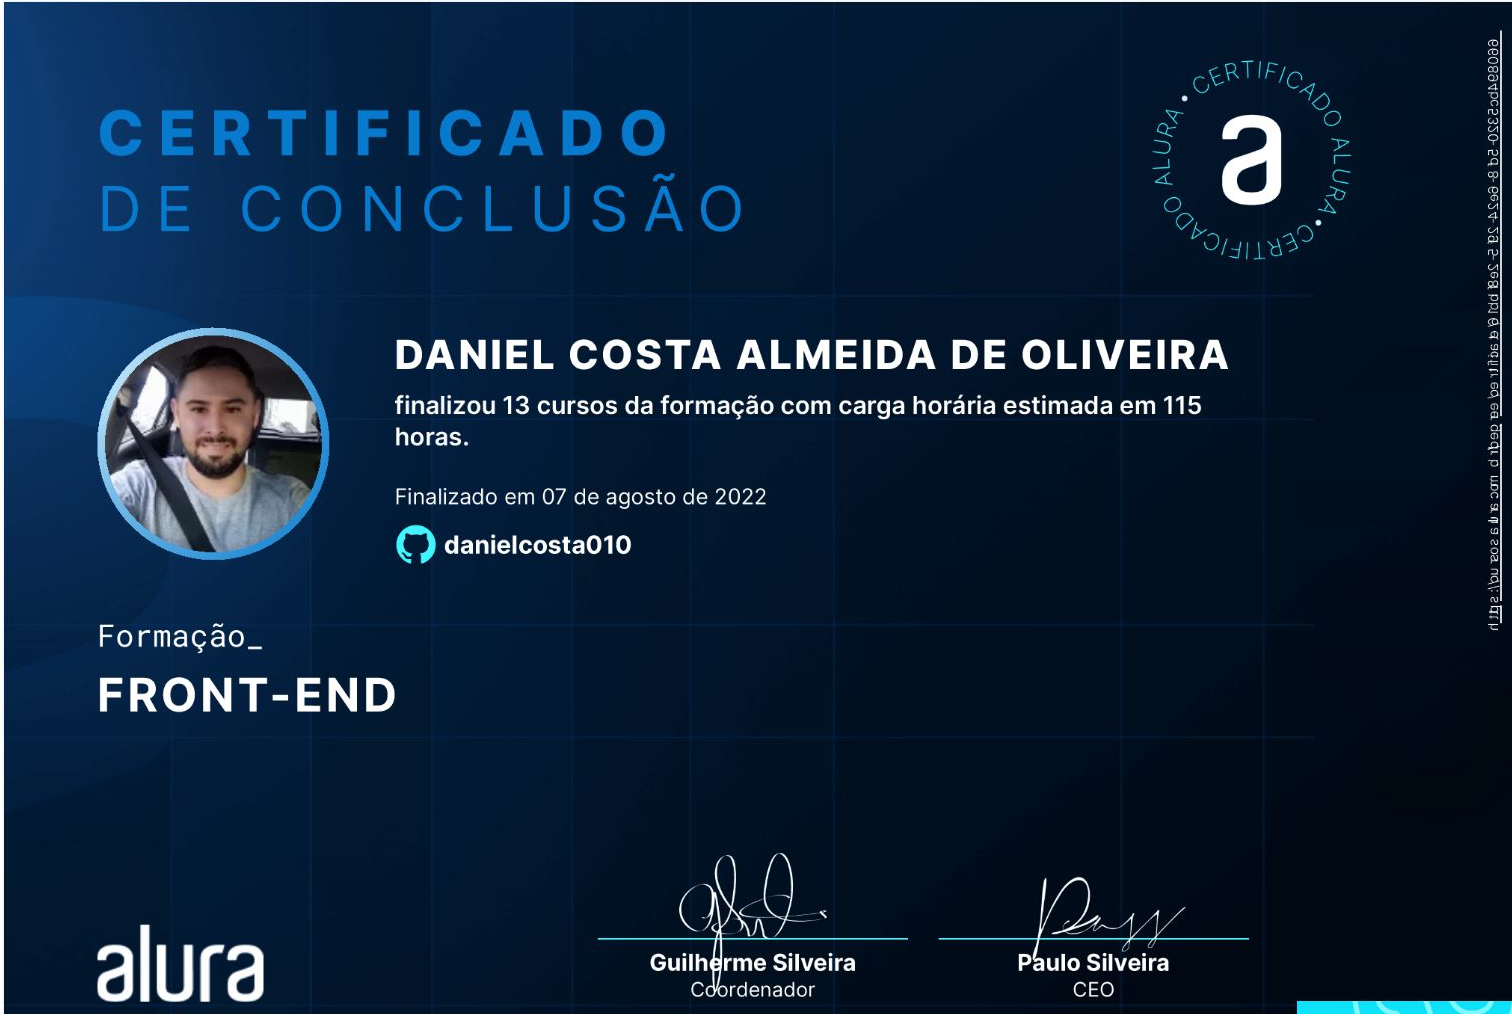 CERTIFICADO
DE CONCLUSÃO
CERTIFICADO ALURA • CERTIFICADO ALURA •
a
DANIEL COSTA ALMEIDA DE OLIVEIRA
finalizou 13 cursos da formação com carga horária estimada em 115
horas.
Finalizado em 07 de agosto de 2022
danielcosta010
Formação_
FRONT-END
alura
Guilherme Silveira
Coordenador
Paulo Silveira
CEO